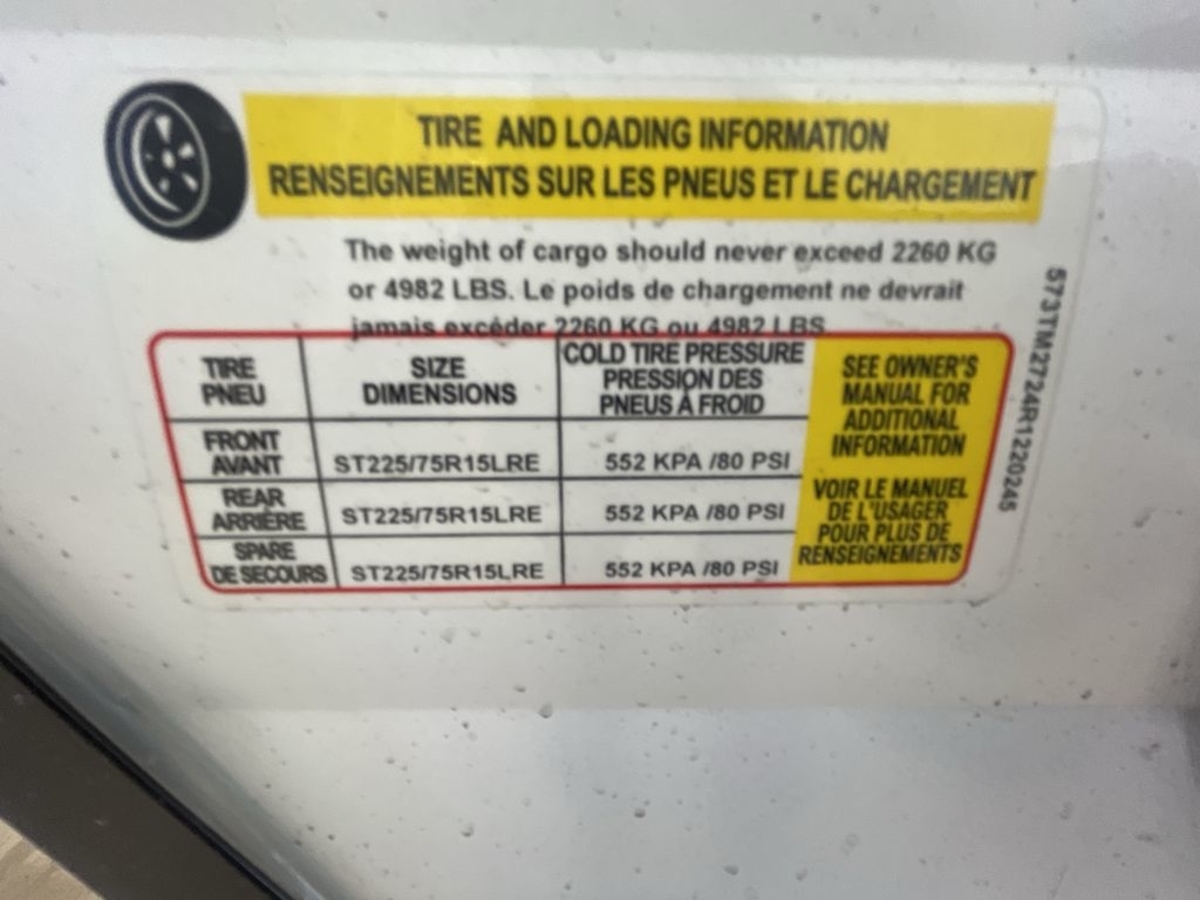 TIRE AND LOADING INFORMATION
RENSEIGNEMENTS SUR LES PNEUS ET LE CHARGEMENT
The weight of cargo should never exceed 2260 KG
or 4982 LBS. Le poids de chargement ne devrait
jamais excéder 2260 KG ou 4982 LBS
TIRE
PNEU
SIZE
DIMENSIONS
COLD TIRE PRESSURE
PRESSION DES
PNEUS À FROID
FRONT
AVANT
ST225/75R15LRE
552 KPA /80 PSI
REAR
ARRIÈRE
ST225/75R15LRE
552 KPA /80 PSI
SPARE
DE SECOURS
ST225/75R15LRE
552 KPA /80 PSI
SEE OWNER'S
MANUAL FOR
ADDITIONAL
INFORMATION
VOIR LE MANUEL
DE L'USAGER
POUR PLUS DE
RENSEIGNEMENTS
573TM2724R1220245